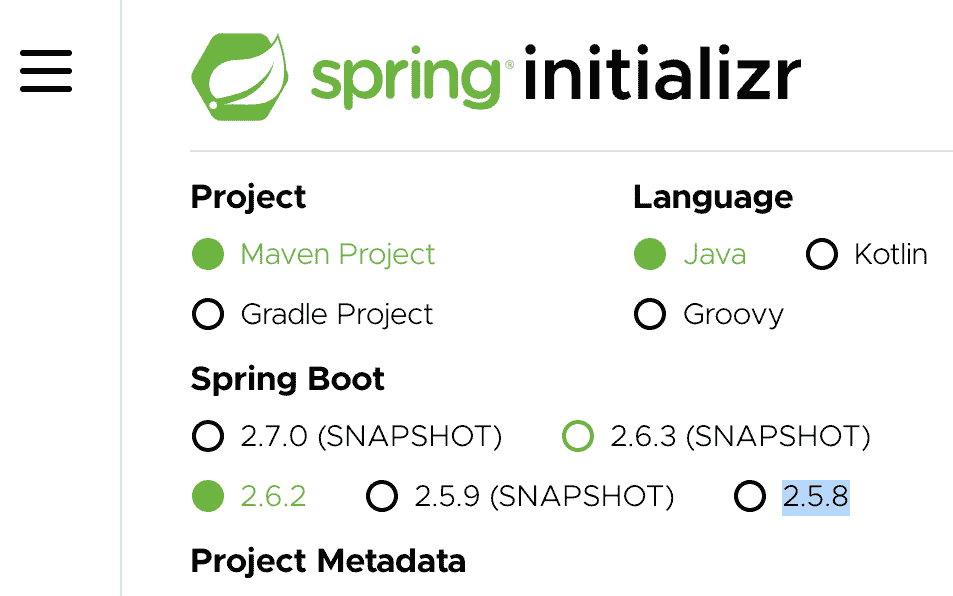 spring® initializr
Project
Language
Maven Project
Java
Kotlin
Gradle Project
Groovy
Spring Boot
2.7.0 (SNAPSHOT)
2.6.3 (SNAPSHOT)
2.6.2
2.5.9 (SNAPSHOT)
2.5.8
Project Metadata